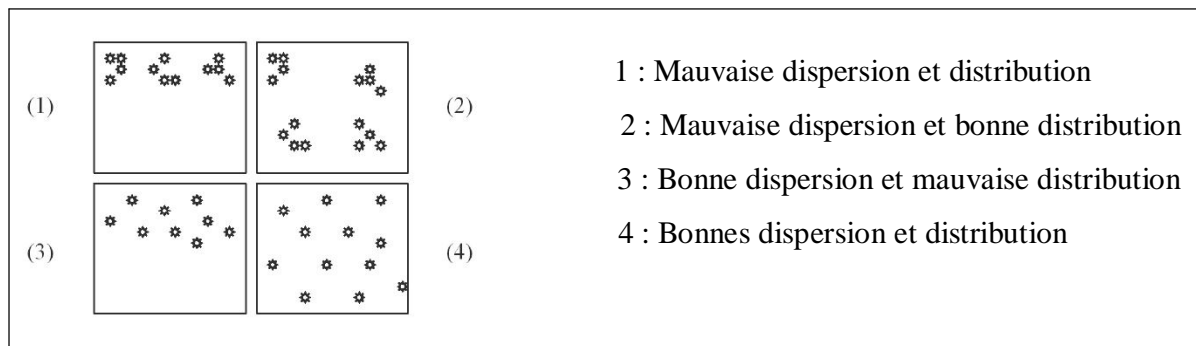 (1)
(2)
(3)
(4)
1 : Mauvaise dispersion et distribution
2 : Mauvaise dispersion et bonne distribution
3 : Bonne dispersion et mauvaise distribution
4 : Bonnes dispersion et distribution